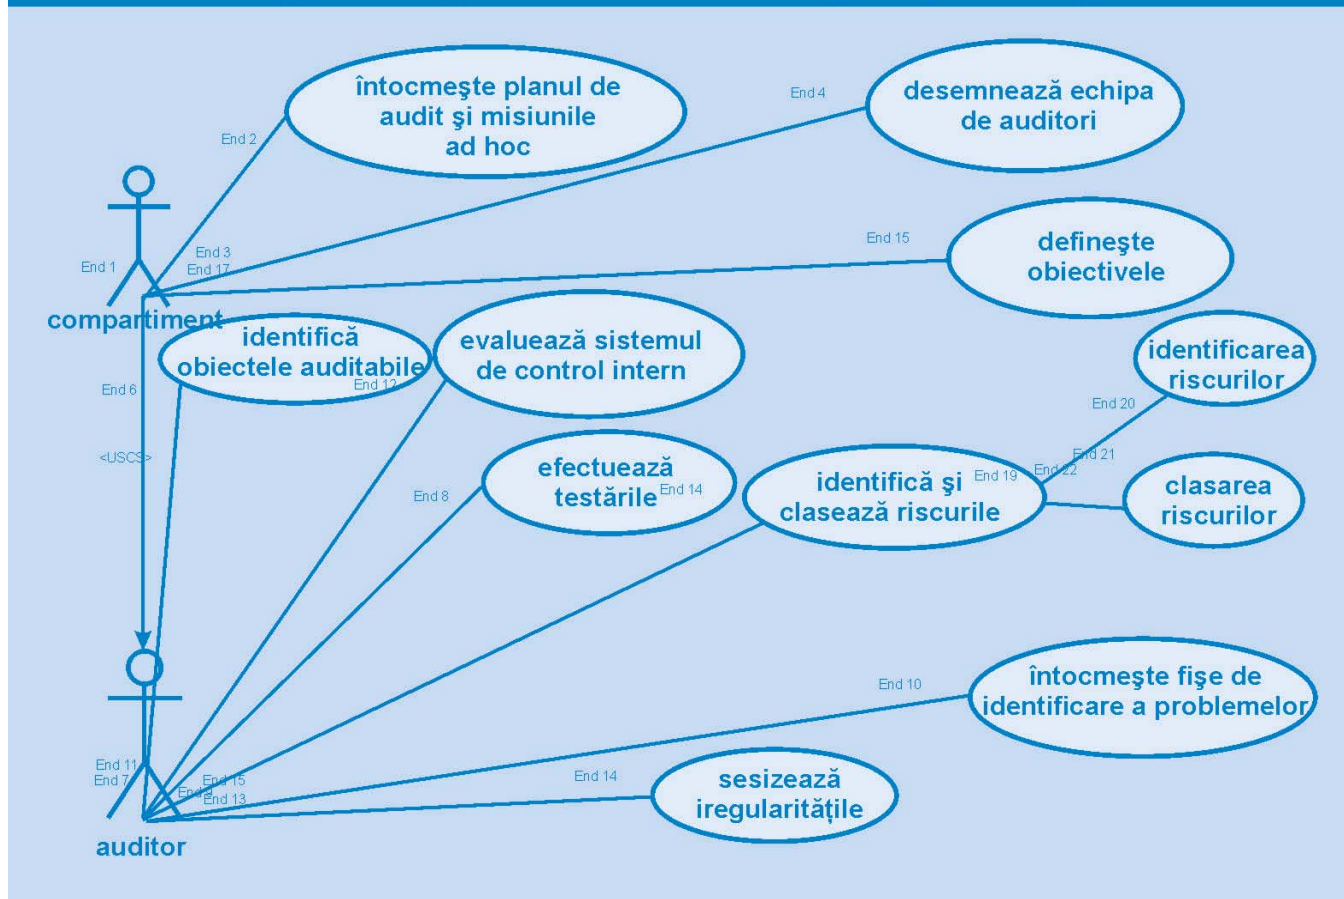 întocmeşte planul de
audit şi misiunile
ad hoc
End 4
desemnează echipa
de auditori
End 2
End 3
End 17
End 1
End 15
defineşte
obiectivele
compartiment
identifică
obiectele auditabile
End 12
evaluează sistemul
de control intern
identificarea
riscurilor
End 6
End 20
<USCS>
efectuează
testările
End 14
End 8
identifică şi
clasează riscurile
End 19
End 22
End 21
clasarea
riscurilor
întocmeşte fişe de
identificare a problemelor
End 10
End 11
End 7
End 9
End 15
End 13
End 14
sesizează
iregularităţile
auditor